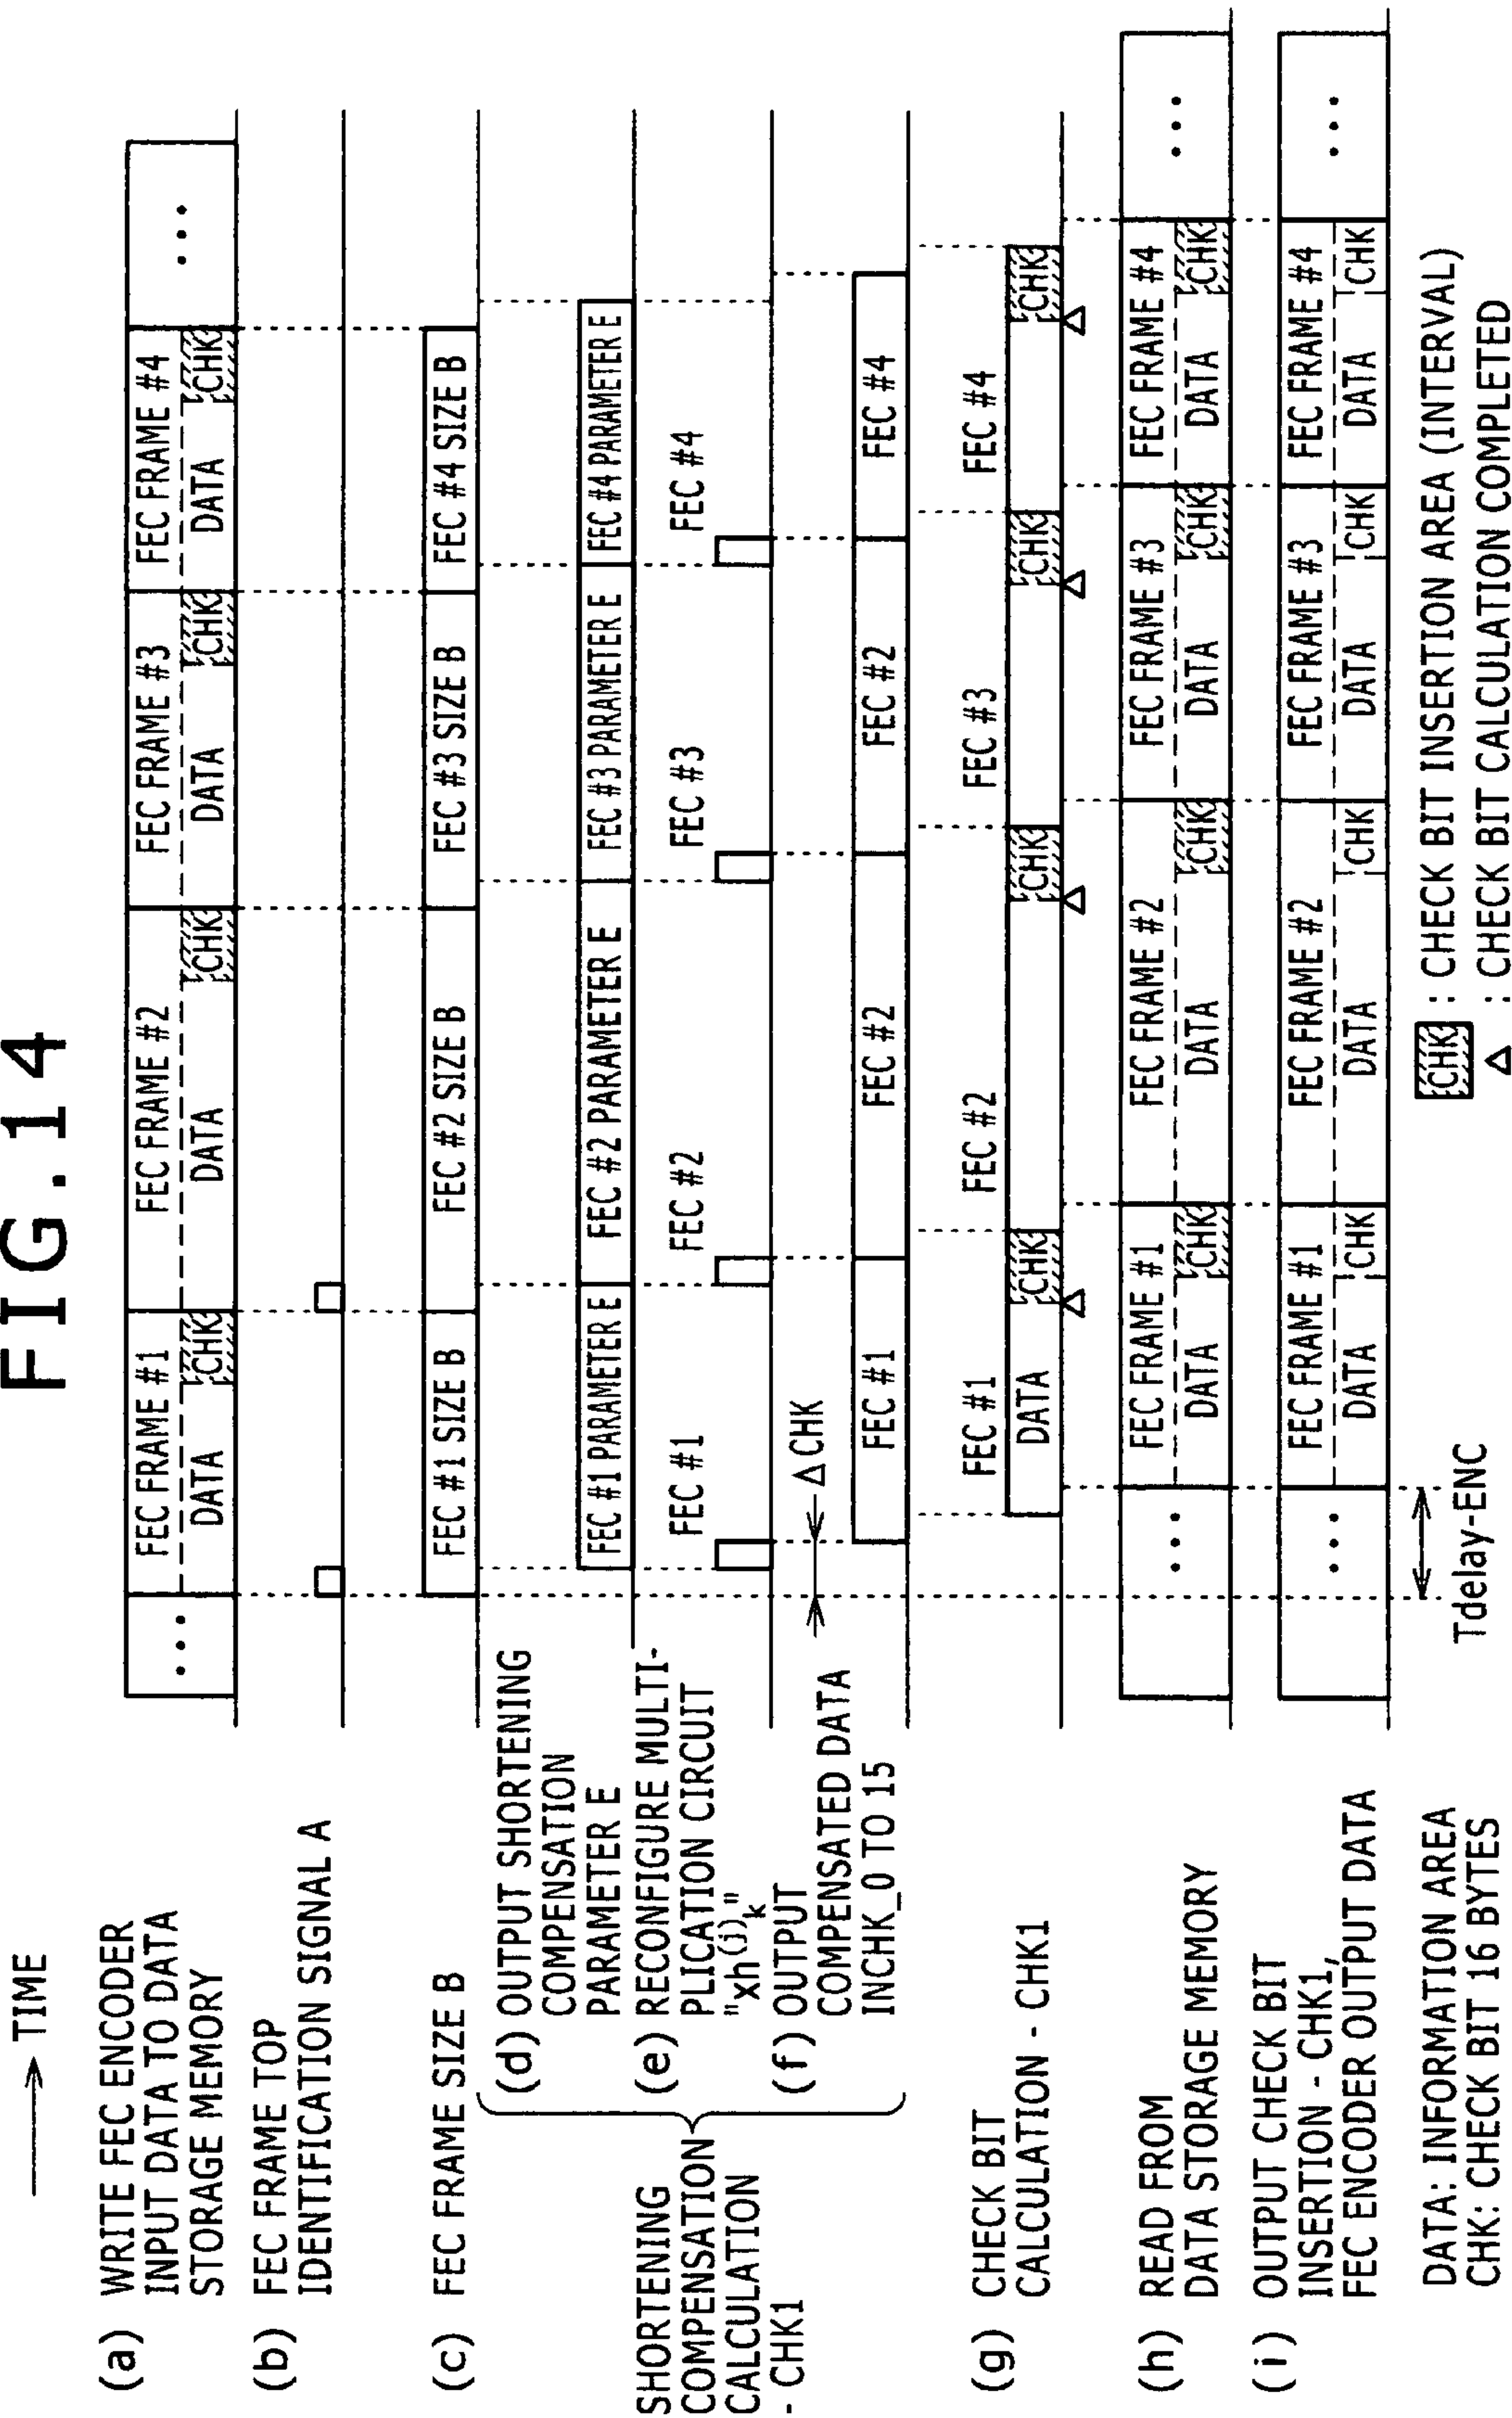 FIG.14
TIME
(a) WRITE FEC ENCODER
INPUT DATA TO DATA
STORAGE MEMORY
... FEC FRAME #1 FEC FRAME #2 FEC FRAME #3 FEC FRAME #4 ...
DATA CHK DATA CHK DATA CHK DATA CHK
(b) FEC FRAME TOP
IDENTIFICATION SIGNAL A
(c) FEC FRAME SIZE B
FEC #1 SIZE B FEC #2 SIZE B FEC #3 SIZE B FEC #4 SIZE B
SHORTENING
COMPENSATION
CALCULATION
- CHK1
(d) OUTPUT SHORTENING
COMPENSATION
PARAMETER E
FEC #1 PARAMETER E FEC #2 PARAMETER E FEC #3 PARAMETER E FEC #4 PARAMETER E
(e) RECONFIGURE MULTI-
PLICATION CIRCUIT
"xh(j)k"
FEC #1 FEC #2 FEC #3 FEC #4
(f) OUTPUT
COMPENSATED DATA
INCHK_0 TO 15
Δ CHK
FEC #1 FEC #2 FEC #2 FEC #4
(g) CHECK BIT
CALCULATION - CHK1
FEC #1 FEC #2 FEC #3 FEC #4
DATA CHK CHK CHK CHK
(h) READ FROM
DATA STORAGE MEMORY
... FEC FRAME #1 FEC FRAME #2 FEC FRAME #3 FEC FRAME #4 ...
DATA CHK DATA CHK DATA CHK DATA CHK
(i) OUTPUT CHECK BIT
INSERTION - CHK1,
FEC ENCODER OUTPUT DATA
... FEC FRAME #1 FEC FRAME #2 FEC FRAME #3 FEC FRAME #4 ...
DATA CHK DATA CHK DATA CHK DATA CHK
Tdelay-ENC
DATA: INFORMATION AREA
CHK: CHECK BIT 16 BYTES
CHK : CHECK BIT INSERTION AREA (INTERVAL)
Δ : CHECK BIT CALCULATION COMPLETED